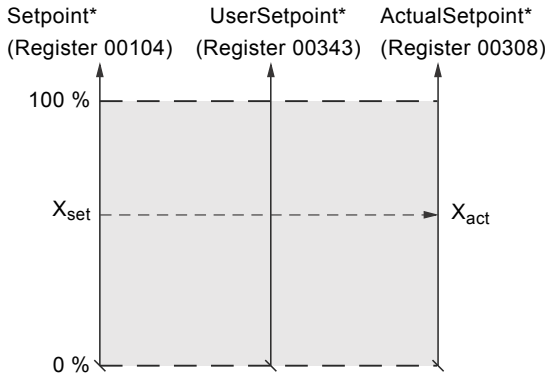 Setpoint* UserSetpoint* ActualSetpoint*
(Register 00104) (Register 00343) (Register 00308)
100 %
Xset Xact
0 %